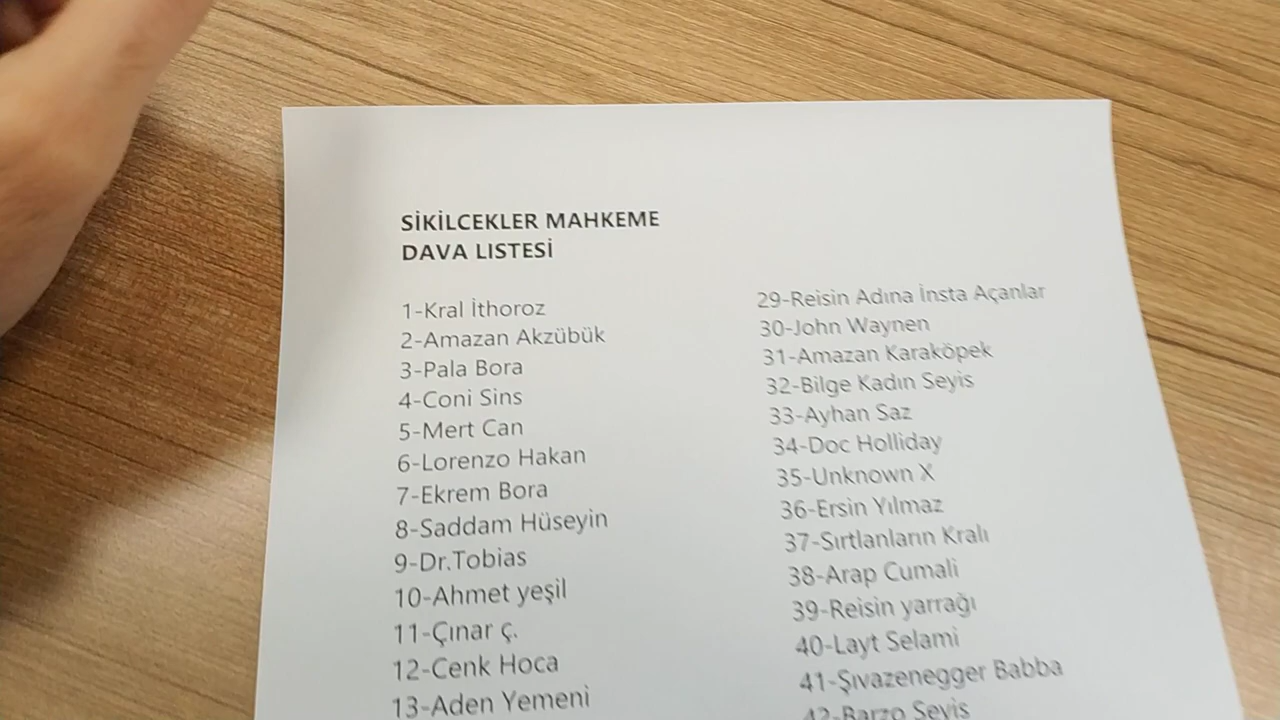 SİKİLCEKLER MAHKEME
DAVA LISTESİ
1-Kral İthoroz
2-Amazan Akzübük
3-Pala Bora
4-Coni Sins
5-Mert Can
6-Lorenzo Hakan
7-Ekrem Bora
8-Saddam Hüseyin
9-Dr.Tobias
10-Ahmet yeşil
11-Çınar ç.
12-Cenk Hoca
13-Aden Yemeni
29-Reisin Adına İnsta Açanlar
30-John Waynen
31-Amazan Karaköpek
32-Bilge Kadın Seyis
33-Ayhan Saz
34-Doc Holliday
35-Unknown X
36-Ersin Yılmaz
37-Sırtlanların Kralı
38-Arap Cumali
39-Reisin yarrağı
40-Layt Selami
41-Şıvazenegger Babba
42-Barzo Seyis